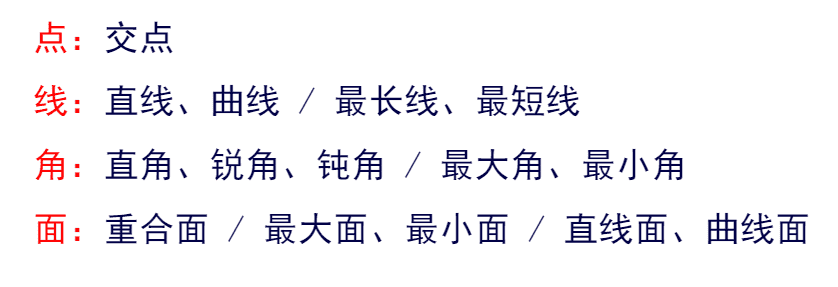 点：交点
线：直线、曲线 / 最长线、最短线
角：直角、锐角、钝角 / 最大角、最小角
面：重合面 / 最大面、最小面 / 直线面、曲线面